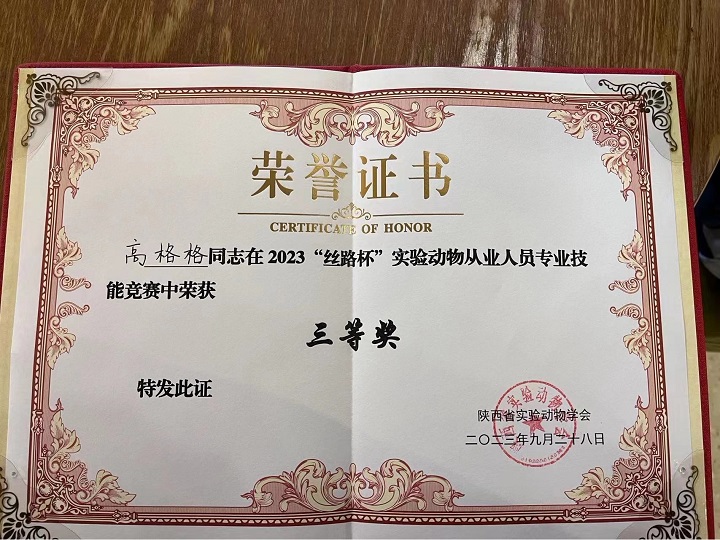 荣誉证书
CERTIFICATE OF HONOR
高格格同志在2023“丝路杯”实验动物从业人员专业技
能竞赛中荣获
三等奖
特发此证
陕西省实验动物学会
二〇二三年九月二十八日